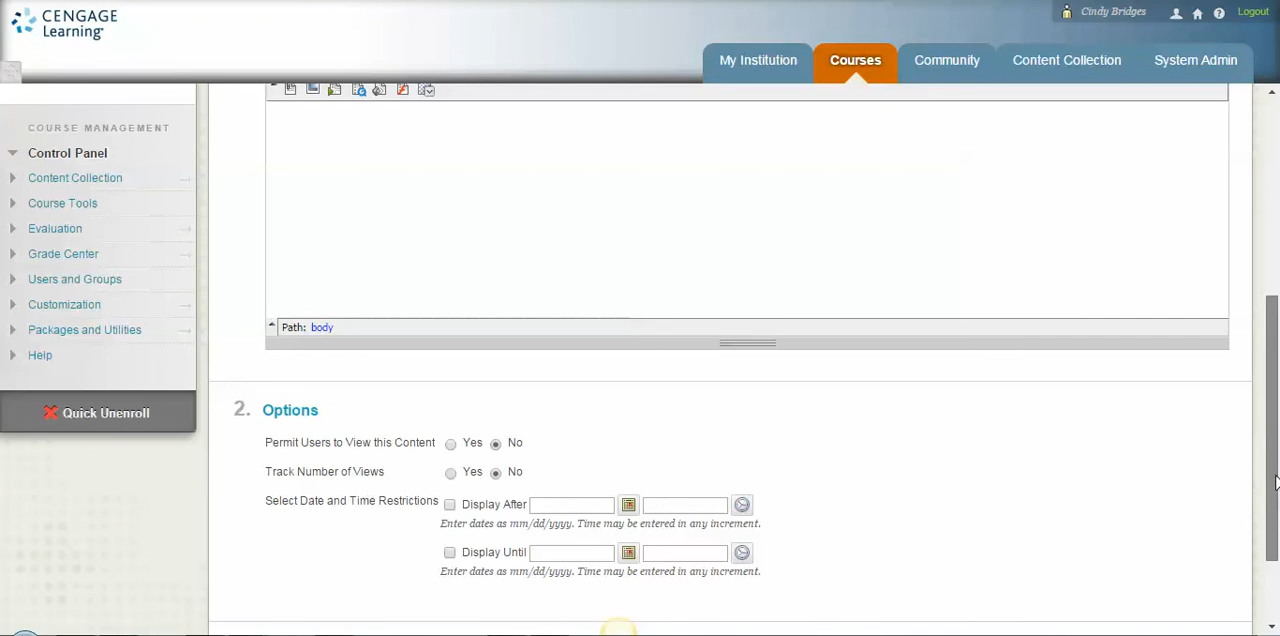 CENGAGE
Learning™
Cindy Bridges
Logout
My Institution
Courses
Community
Content Collection
System Admin
COURSE MANAGEMENT
Control Panel
Content Collection
Course Tools
Evaluation
Grade Center
Users and Groups
Customization
Packages and Utilities
Help
Quick Unenroll
Path: body
2. Options
Permit Users to View this Content Yes No
Track Number of Views Yes No
Select Date and Time Restrictions Display After
Enter dates as mm/dd/yyyy. Time may be entered in any increment.
Display Until
Enter dates as mm/dd/yyyy. Time may be entered in any increment.